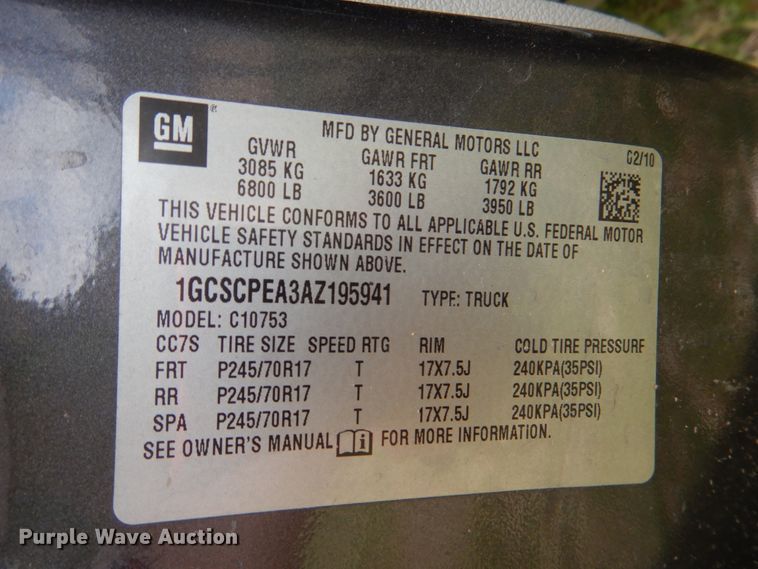 GM®
MFD BY GENERAL MOTORS LLC 02/10
GVWR GAWR FRT GAWR RR
3085 KG 1633 KG 1792 KG
6800 LB 3600 LB 3950 LB
THIS VEHICLE CONFORMS TO ALL APPLICABLE U.S. FEDERAL MOTOR
VEHICLE SAFETY STANDARDS IN EFFECT ON THE DATE OF
MANUFACTURE SHOWN ABOVE.
1GCSCPEA3AZ195941 TYPE: TRUCK
MODEL: C10753
CC7S TIRE SIZE SPEED RTG RIM COLD TIRE PRESSURE
FRT P245/70R17 T 17X7.5J 240KPA(35PSI)
RR P245/70R17 T 17X7.5J 240KPA(35PSI)
SPA P245/70R17 T 17X7.5J 240KPA(35PSI)
SEE OWNER'S MANUAL FOR MORE INFORMATION.
Purple Wave Auction